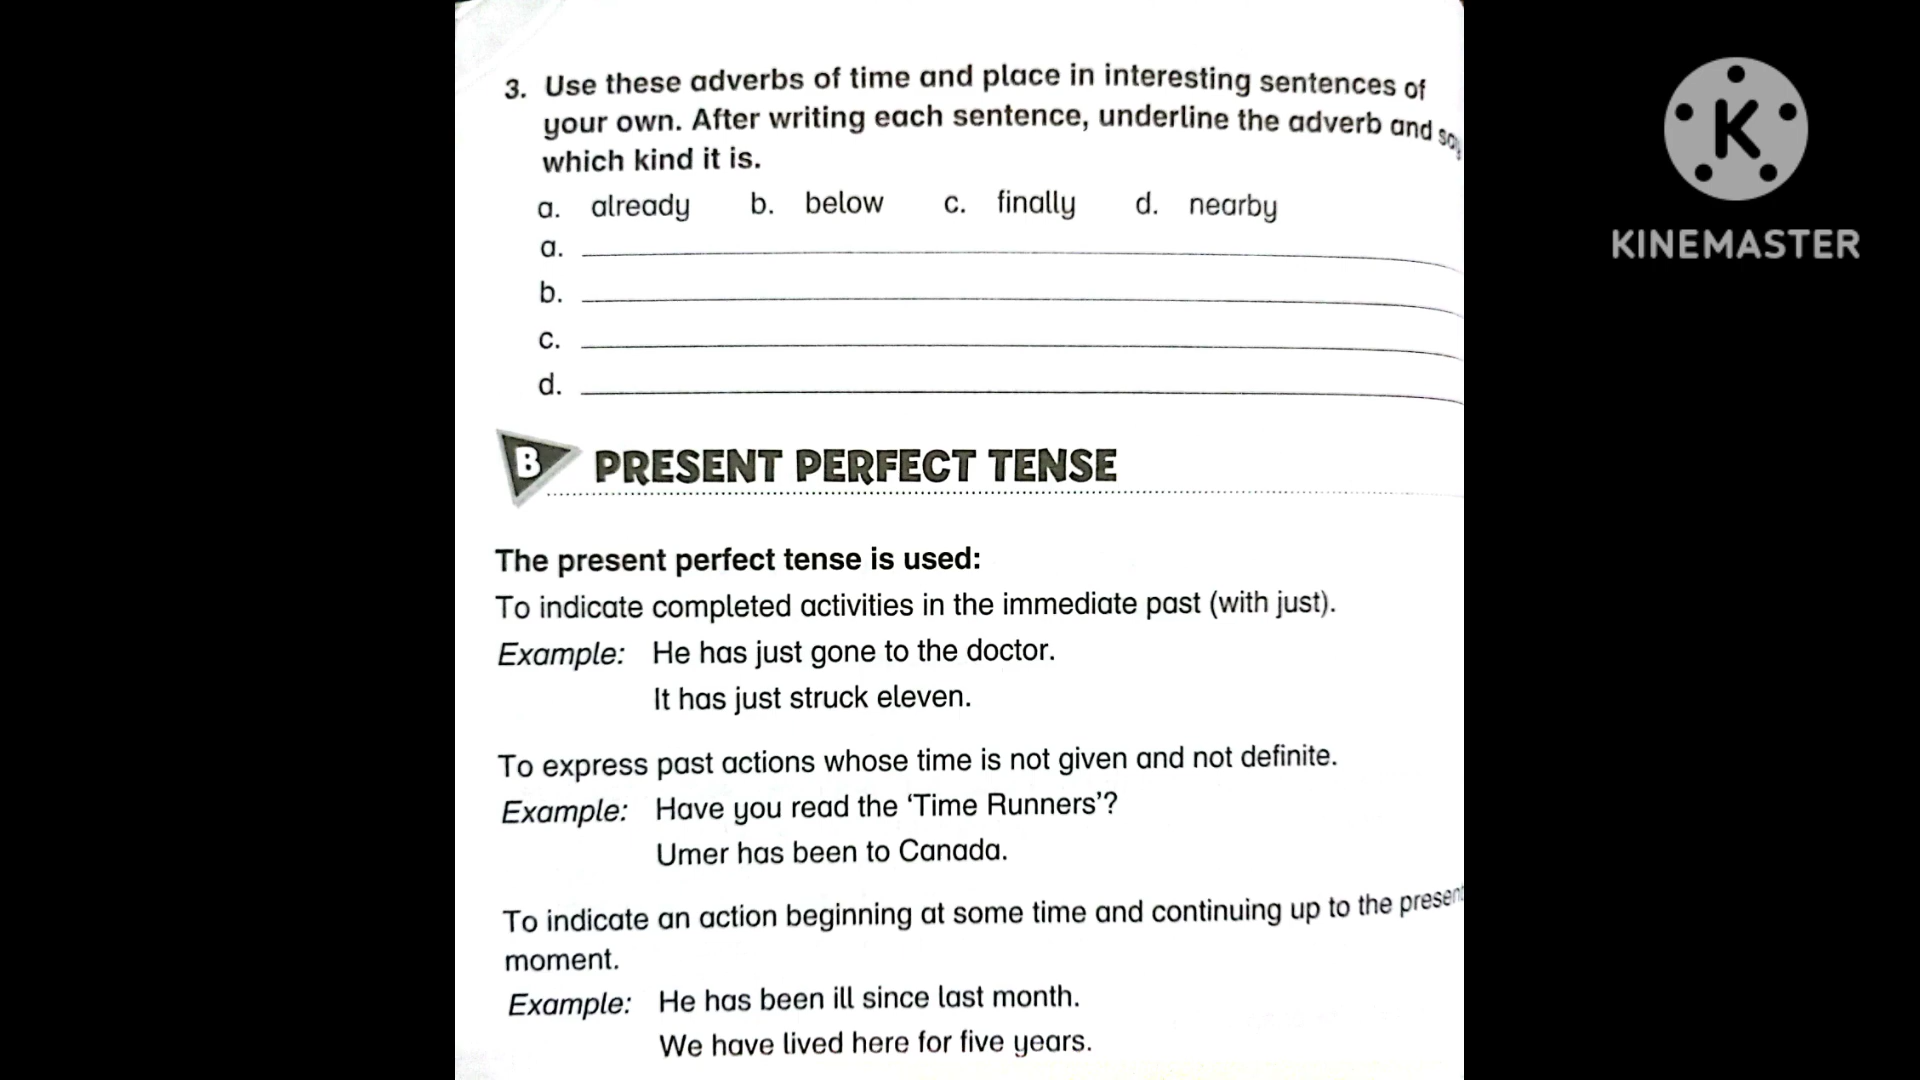 3. Use these adverbs of time and place in interesting sentences of
your own. After writing each sentence, underline the adverb and say
which kind it is.
a. already b. below c. finally d. nearby
a.
b.
c.
d.
B PRESENT PERFECT TENSE
The present perfect tense is used:
To indicate completed activities in the immediate past (with just).
Example: He has just gone to the doctor.
It has just struck eleven.
To express past actions whose time is not given and not definite.
Example: Have you read the ‘Time Runners’?
Umer has been to Canada.
To indicate an action beginning at some time and continuing up to the present
moment.
Example: He has been ill since last month.
We have lived here for five years.
K
KINEMASTER